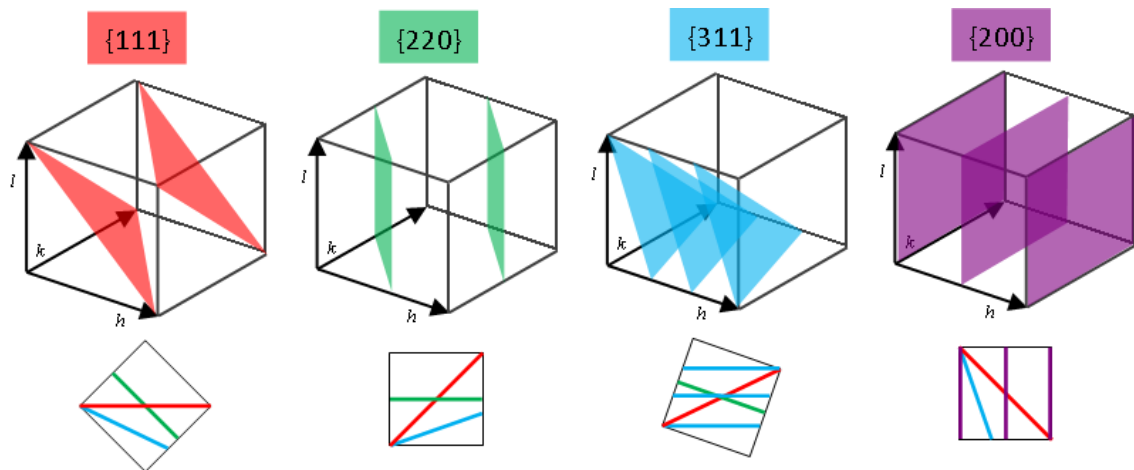 {111} {220} {311} {200}
l l l l
k k k k
h h h h